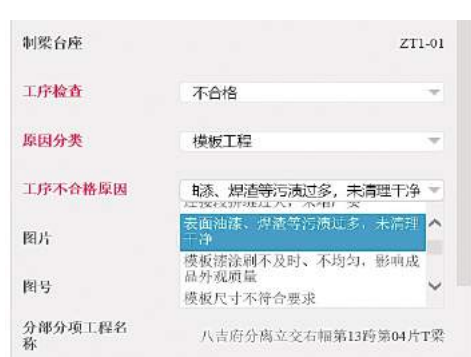 制梁台座 ZT1-01
工序检查 不合格
原因分类 模板工程
工序不合格原因 漆、焊渣等污渍过多，未清理干净
表面油漆、焊渣等污渍过多，未清理
干净
图片
模板漆涂刷不及时、不均匀，影响成
品外观质量
图号
模板尺寸不符合要求
分部分项工程名
称
八吉府分离立交右幅第13跨第04片T梁